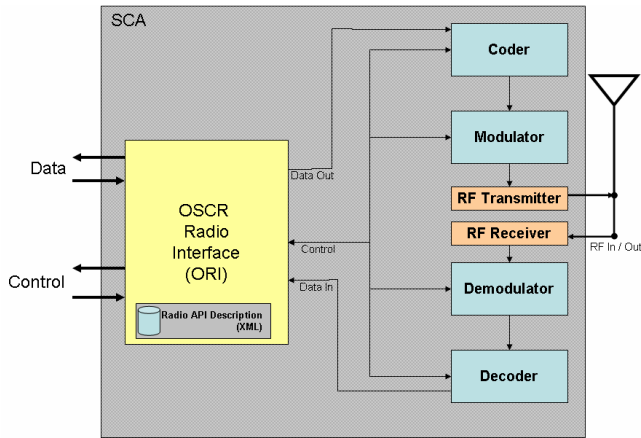 SCA
Coder
Modulator
Data
Data Out
RF Transmitter
OSCR
Radio
Interface
(ORI)
RF Receiver
Control
RF In / Out
Control
Data In
Demodulator
Radio API Description
(XML)
Decoder